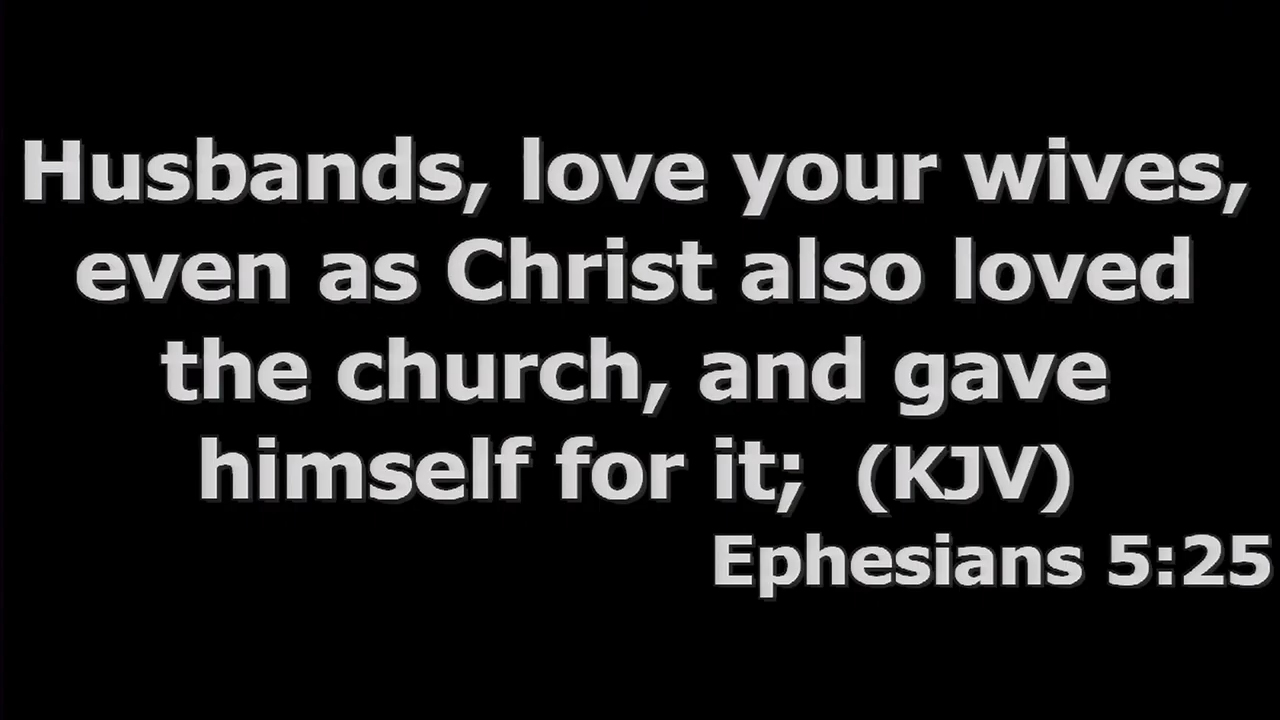 Husbands, love your wives,
even as Christ also loved
the church, and gave
himself for it; (KJV)
Ephesians 5:25